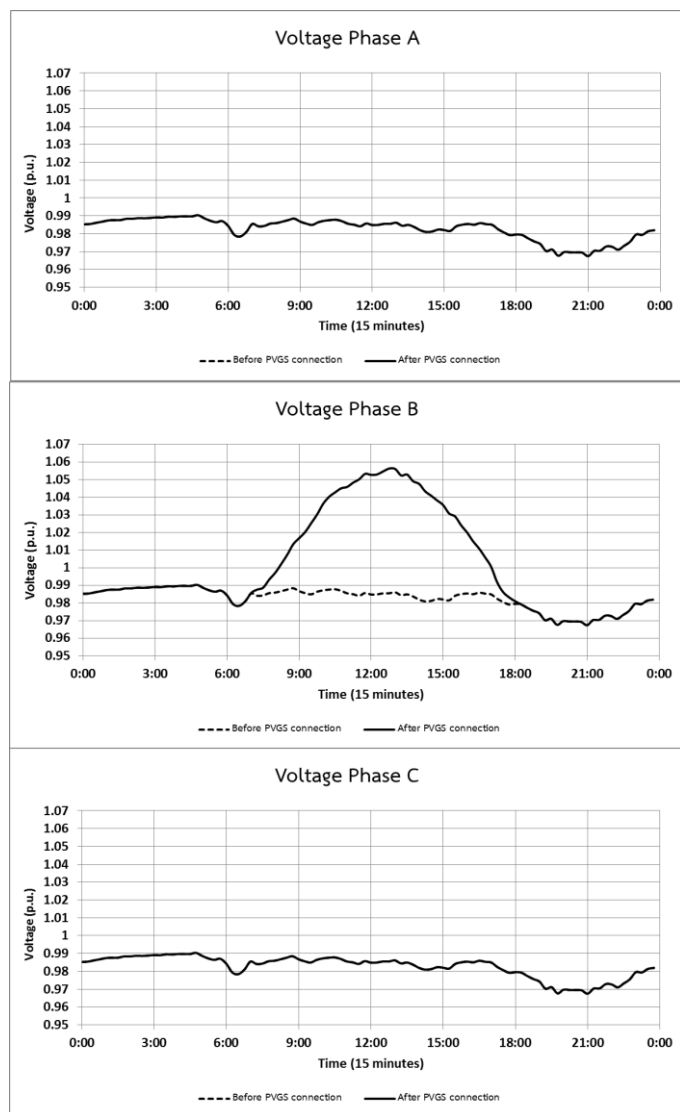 Voltage Phase A
1.07
1.06
1.05
1.04
1.03
1.02
1.01
1
0.99
0.98
0.97
0.96
0.95
Voltage (p.u.)
0:00 3:00 6:00 9:00 12:00 15:00 18:00 21:00 0:00
Time (15 minutes)
Before PVGS connection After PVGS connection
Voltage Phase B
1.07
1.06
1.05
1.04
1.03
1.02
1.01
1
0.99
0.98
0.97
0.96
0.95
Voltage (p.u.)
0:00 3:00 6:00 9:00 12:00 15:00 18:00 21:00 0:00
Time (15 minutes)
Before PVGS connection After PVGS connection
Voltage Phase C
1.07
1.06
1.05
1.04
1.03
1.02
1.01
1
0.99
0.98
0.97
0.96
0.95
Voltage (p.u.)
0:00 3:00 6:00 9:00 12:00 15:00 18:00 21:00 0:00
Time (15 minutes)
Before PVGS connection After PVGS connection